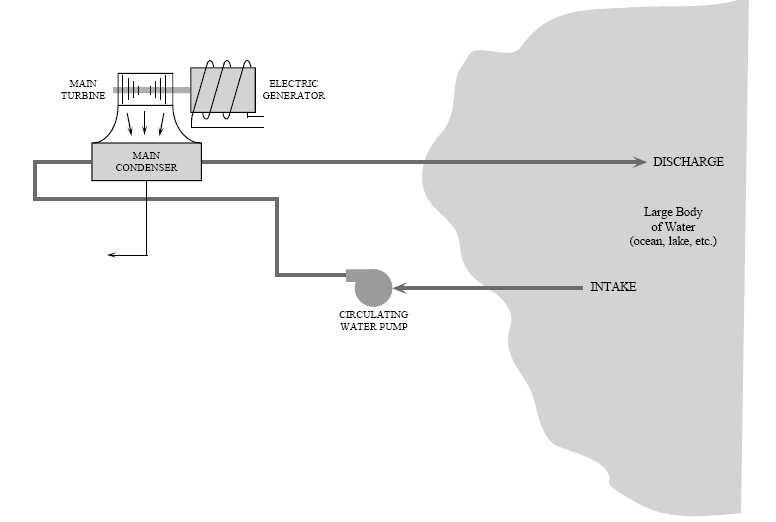 MAIN
TURBINE
ELECTRIC
GENERATOR
MAIN
CONDENSER
DISCHARGE
Large Body
of Water
(ocean, lake, etc.)
INTAKE
CIRCULATING
WATER PUMP